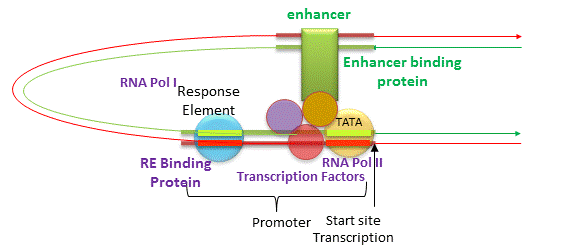 enhancer
Enhancer binding
protein
RNA Pol I
Response
Element
TATA
RE Binding
Protein
RNA Pol II
Transcription Factors
Promoter
Start site
Transcription